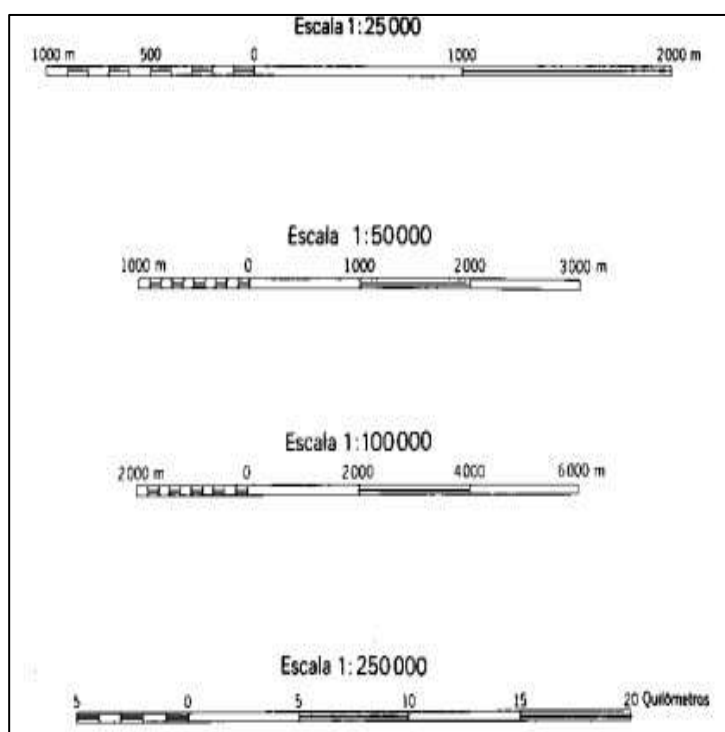 Escala 1:25000
1000 m 500 0 1000 2000 m
Escala 1:50000
1000 m 0 1000 2000 3000 m
Escala 1:100000
2000 m 0 2000 4000 6000 m
Escala 1:250000
5 0 5 10 15 20 Quilômetros